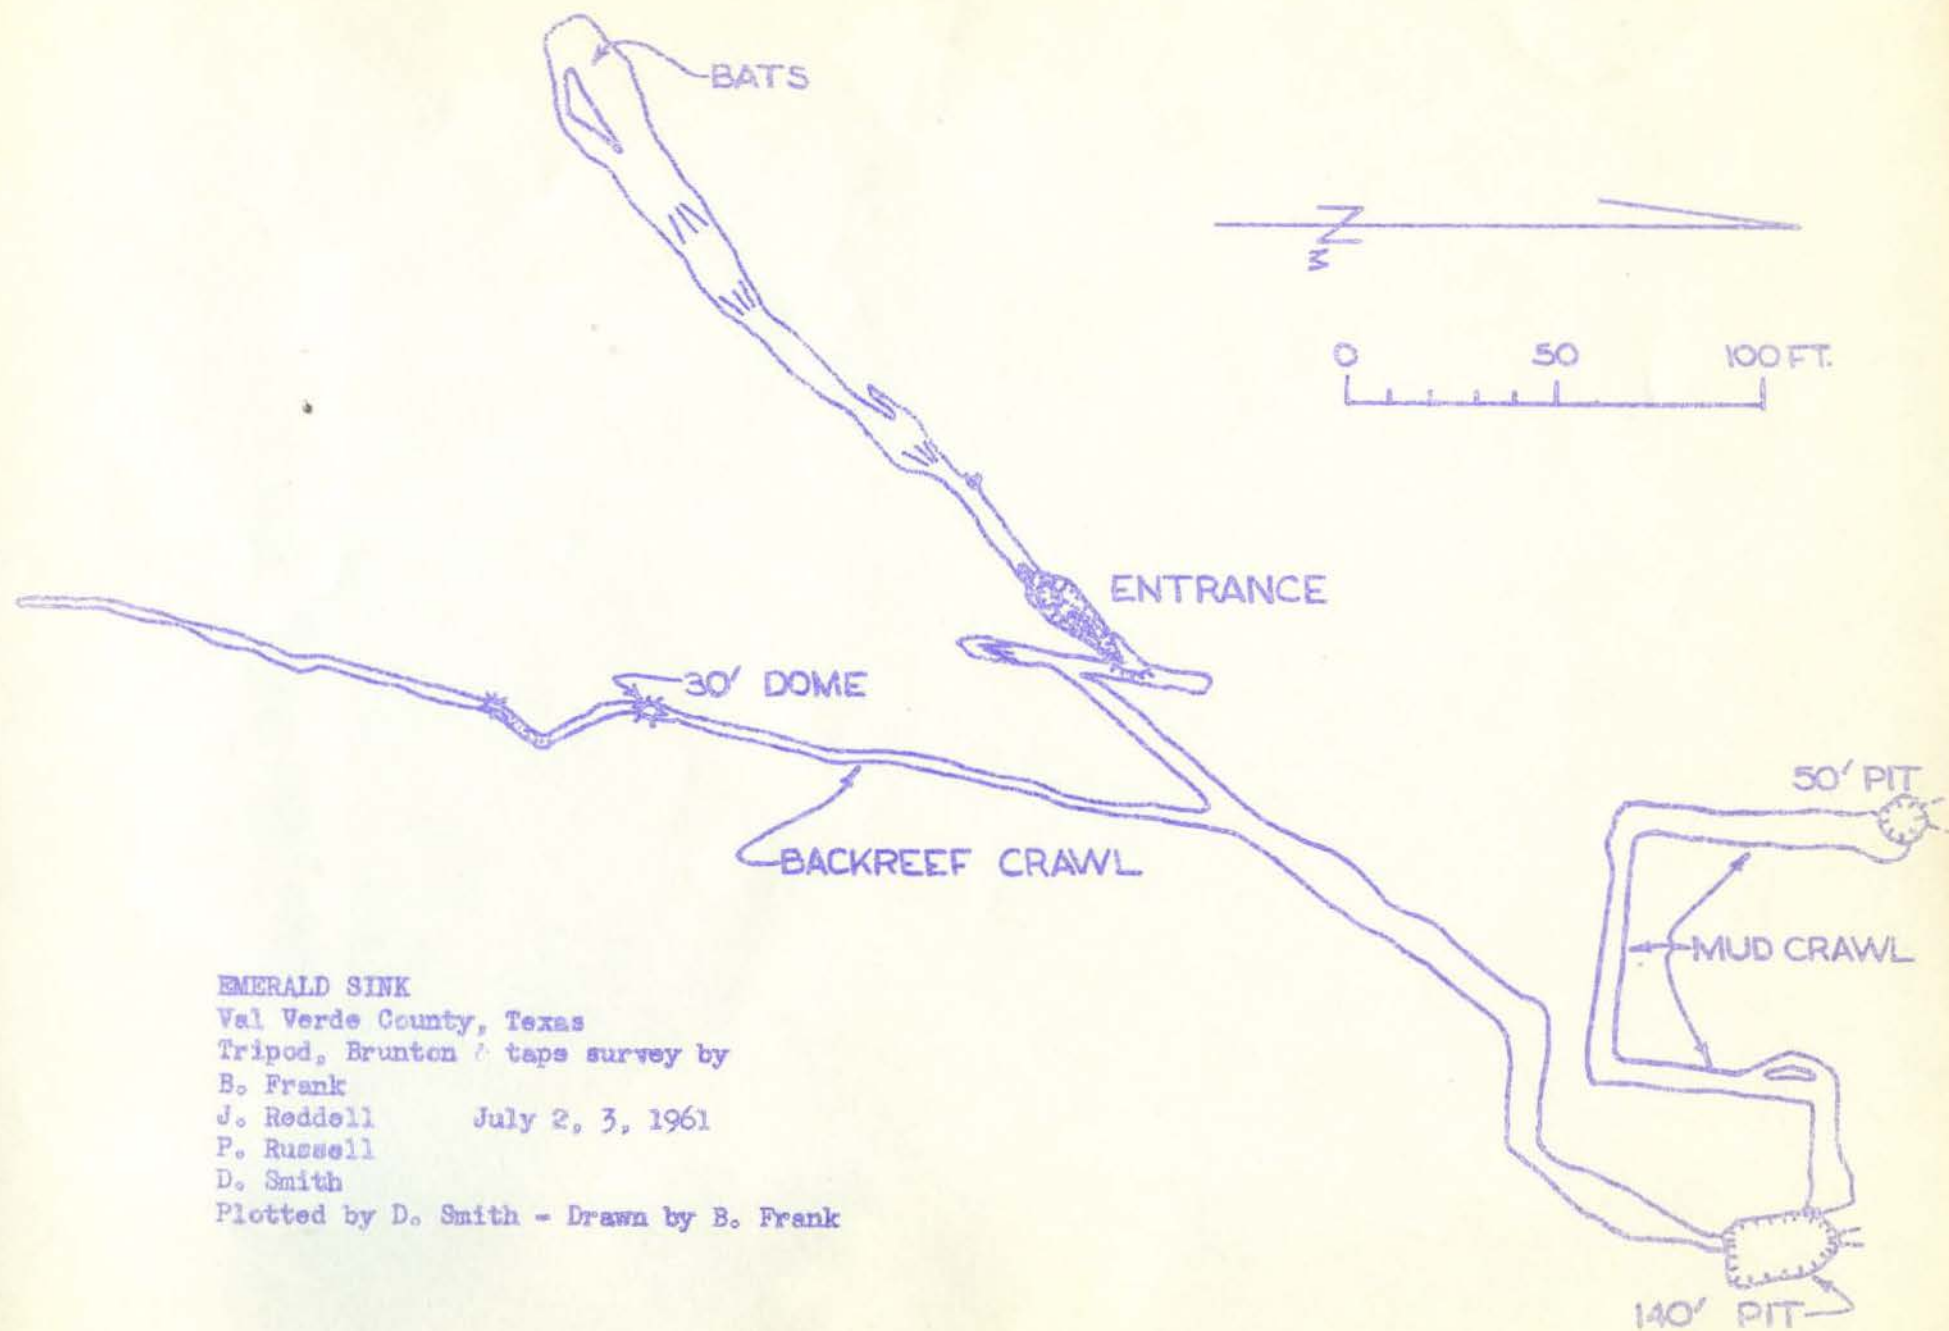 BATS
N
M
0 50 100 FT.
ENTRANCE
30' DOME
50' PIT
BACKREEF CRAWL
MUD CRAWL
EMERALD SINK
Val Verde County, Texas
Tripod, Brunton & taps survey by
B. Frank
J. Reddell July 2, 3, 1961
P. Russell
D. Smith
Plotted by D. Smith - Drawn by B. Frank
140' PIT